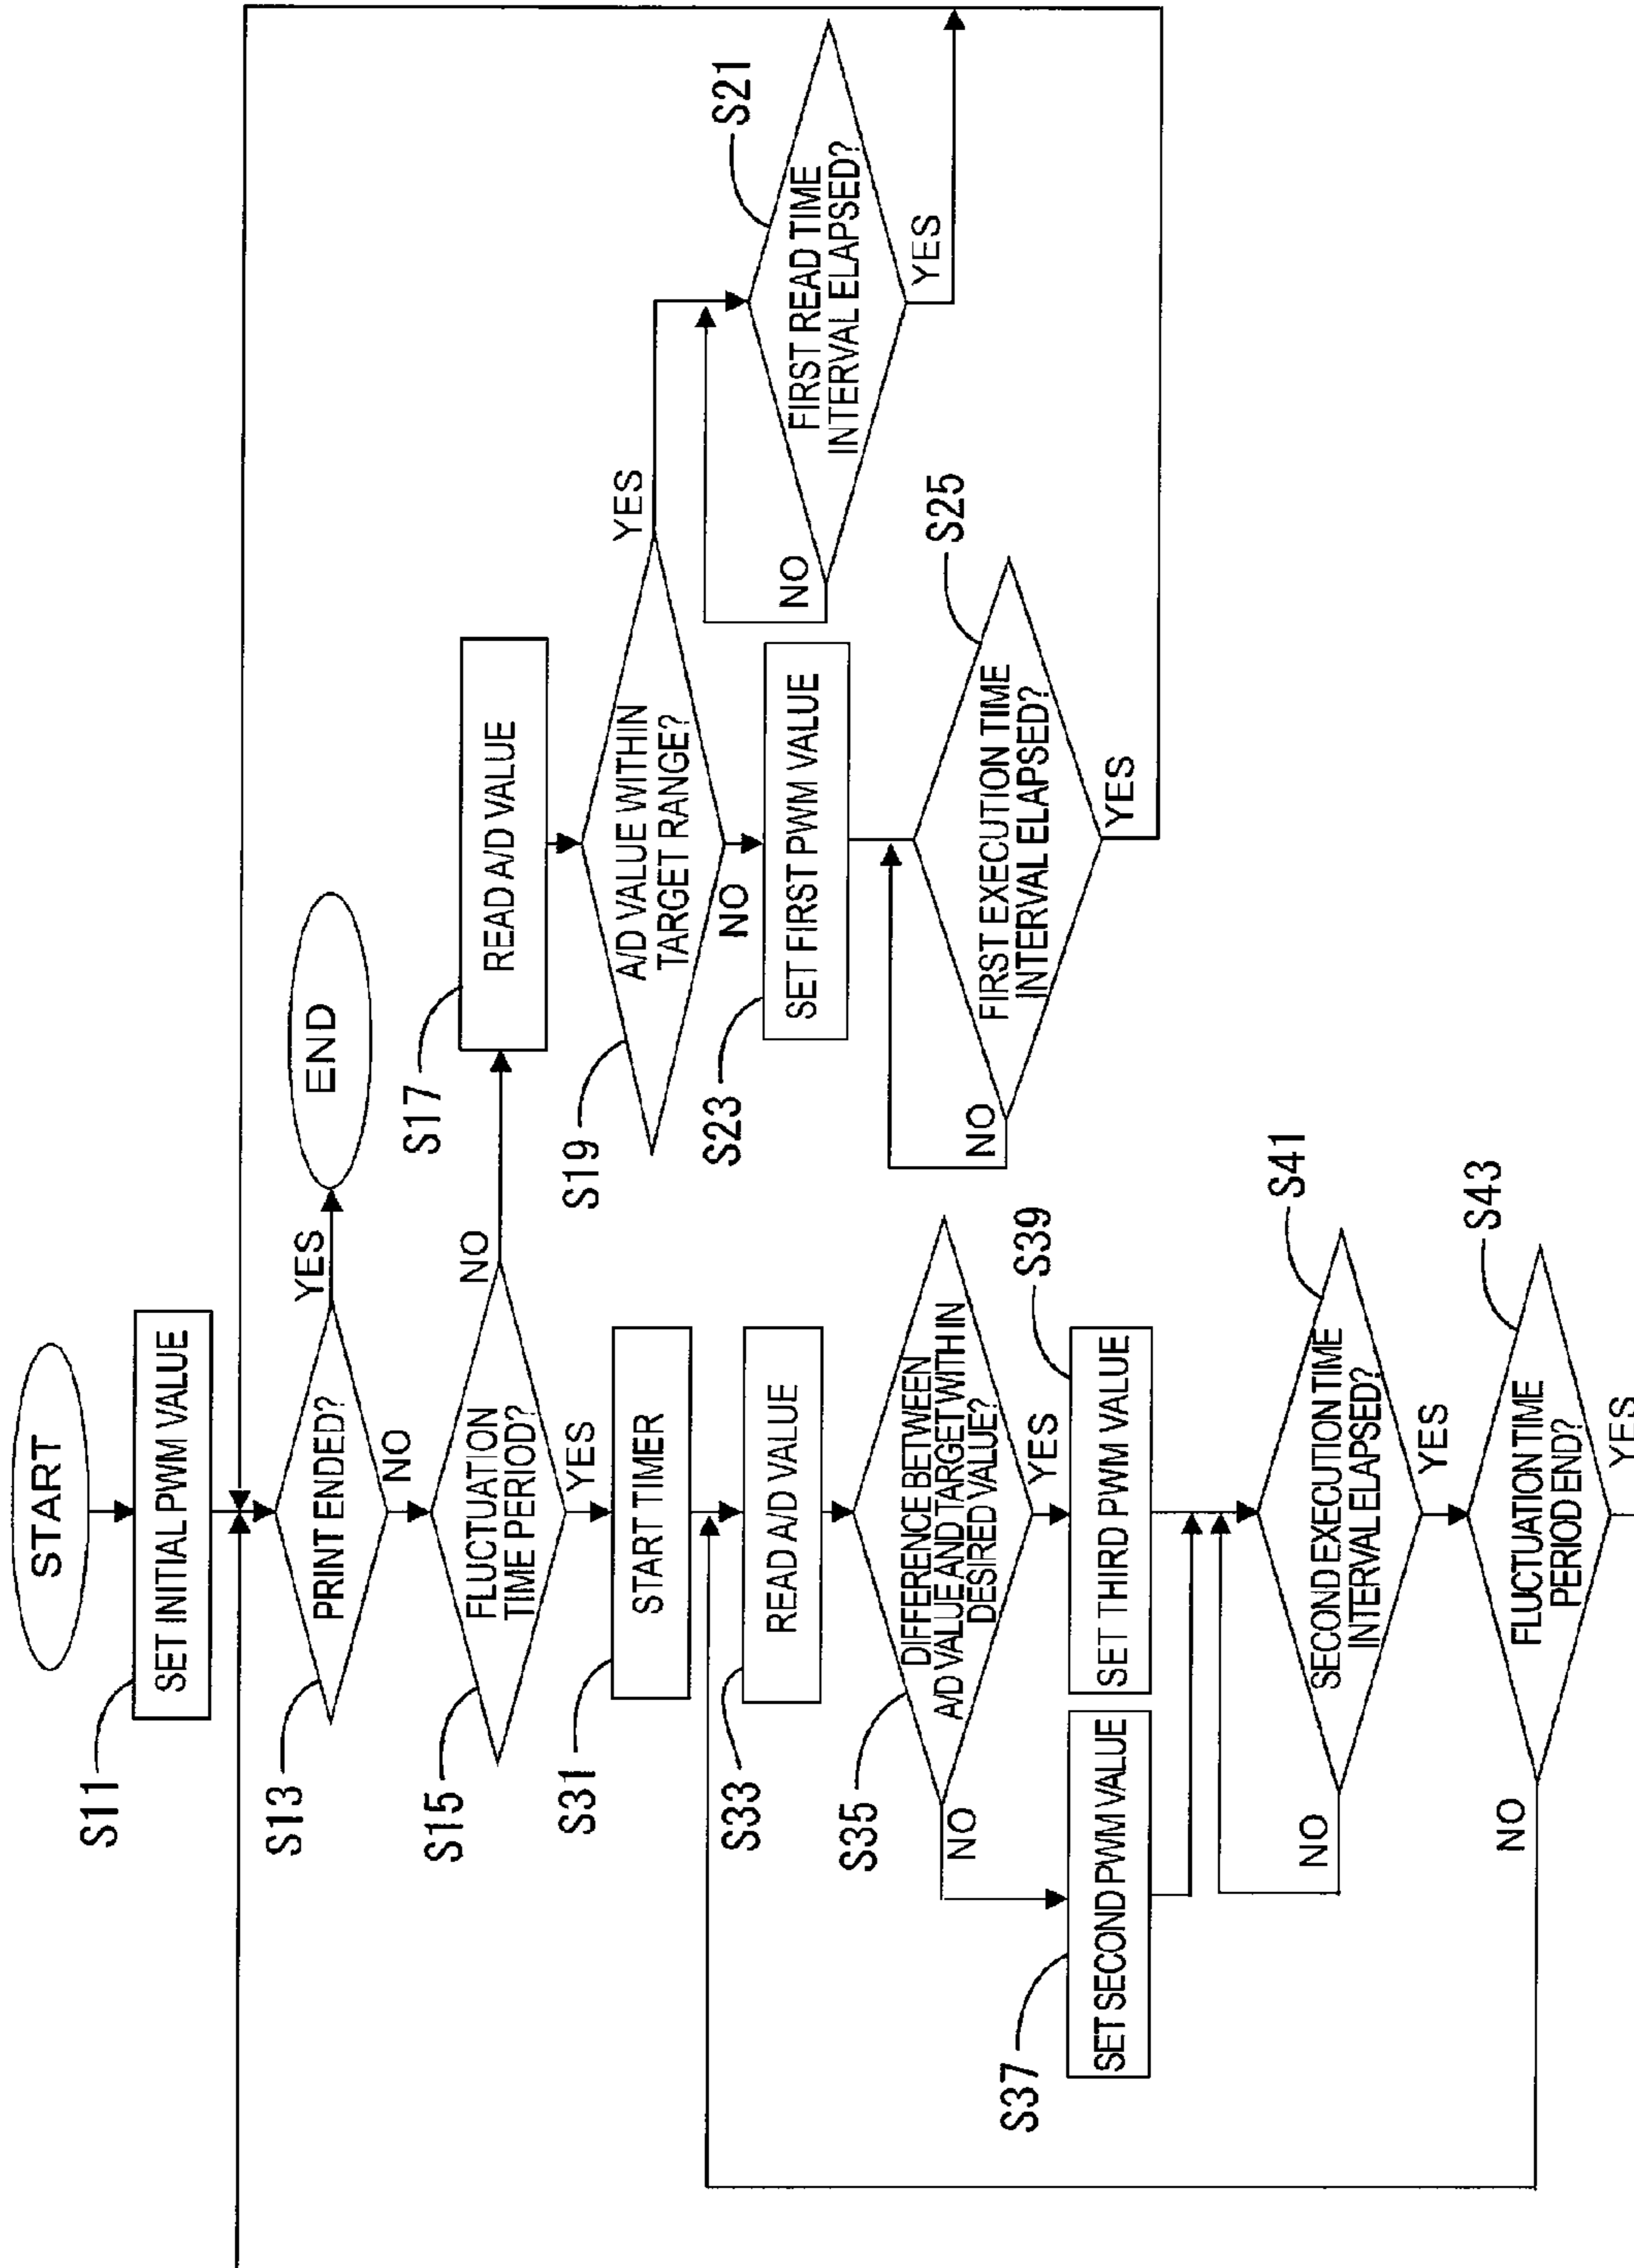 START
S11
SET INITIAL PWM VALUE
S13
PRINT ENDED?
YES
END
NO
S15
FLUCTUATION
TIME PERIOD?
NO
YES
S17
READ A/D VALUE
S19
A/D VALUE WITHIN
TARGET RANGE?
YES
NO
S21
FIRST READ TIME
INTERVAL ELAPSED?
NO
YES
S23
SET FIRST PWM VALUE
S25
FIRST EXECUTION TIME
INTERVAL ELAPSED?
NO
YES
S31
START TIMER
S33
READ A/D VALUE
S35
DIFFERENCE BETWEEN
A/D VALUE AND TARGET WITHIN
DESIRED VALUE?
NO
YES
S37
SET SECOND PWM VALUE
S39
SET THIRD PWM VALUE
S41
SECOND EXECUTION TIME
INTERVAL ELAPSED?
NO
YES
S43
FLUCTUATION TIME
PERIOD END?
NO
YES